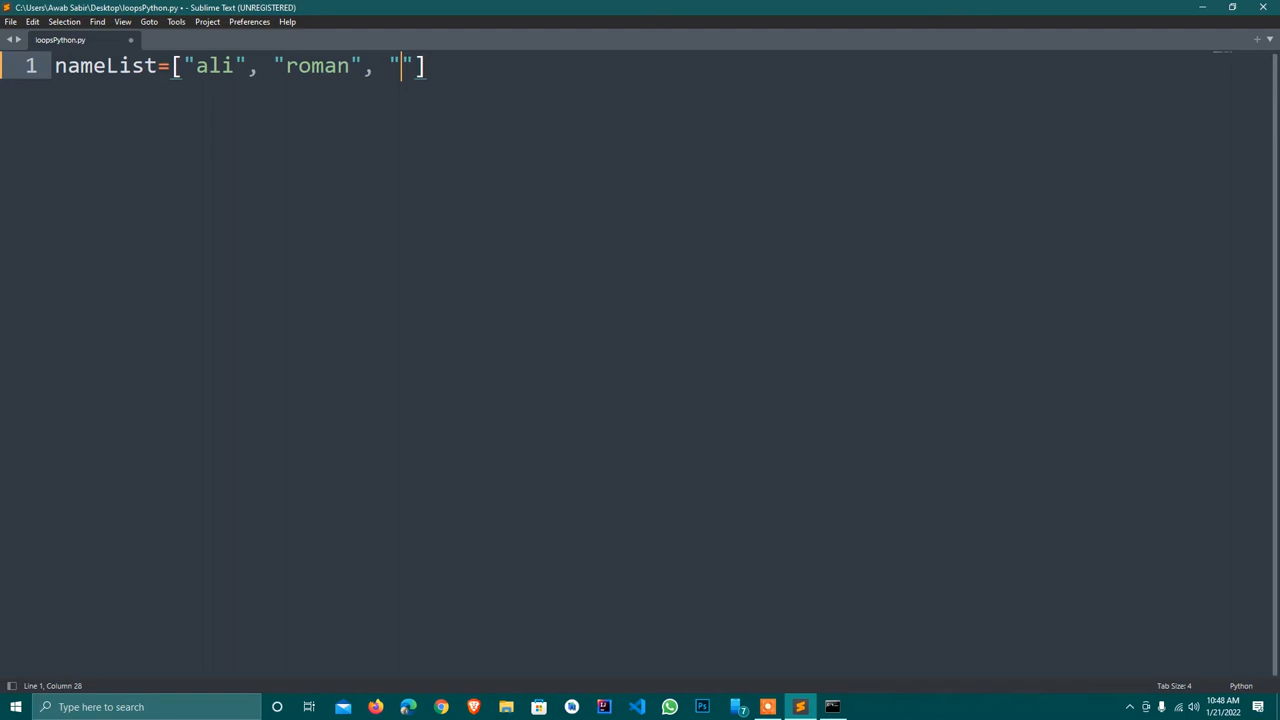 C:\Users\Awab Sabir\Desktop\loopsPython.py • - Sublime Text (UNREGISTERED)
File Edit Selection Find View Goto Tools Project Preferences Help
loopsPython.py
1 nameList=["ali", "roman", ""]
Line 1, Column 28
Tab Size: 4
Python
Type here to search
Ps
7
10:48 AM
1/21/2022